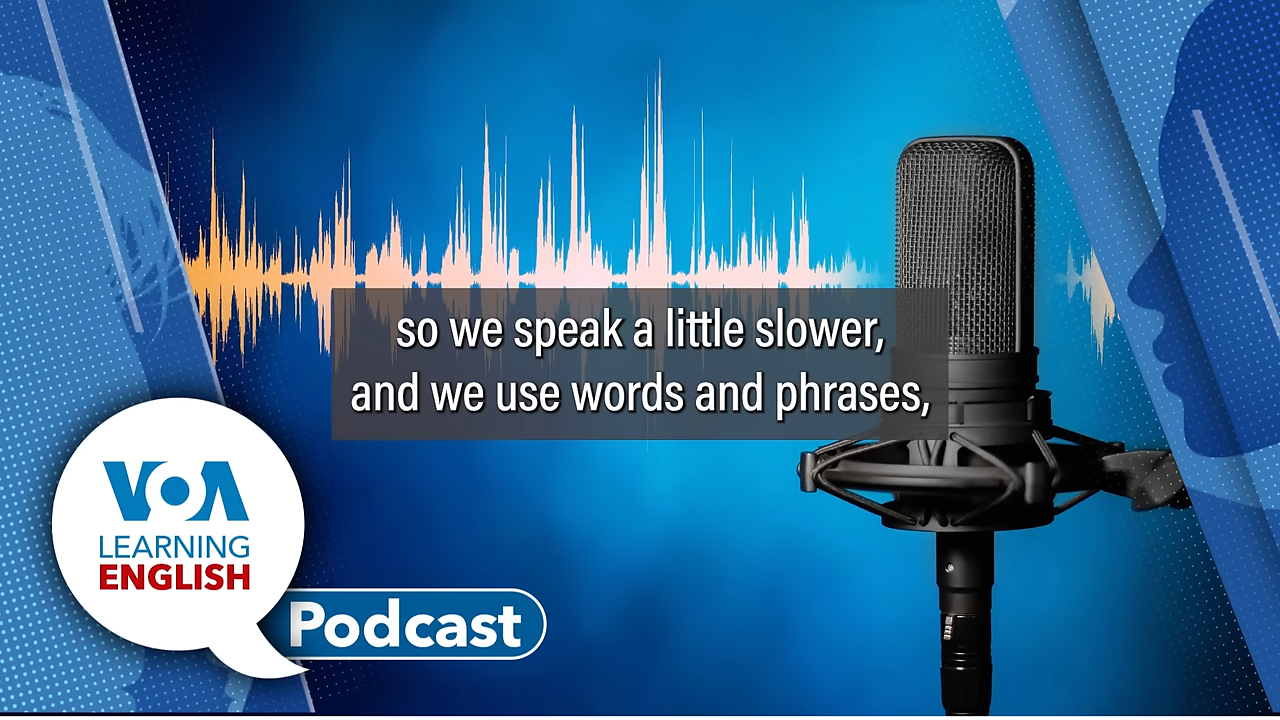 so we speak a little slower,
and we use words and phrases,
VOA
LEARNING
ENGLISH
Podcast